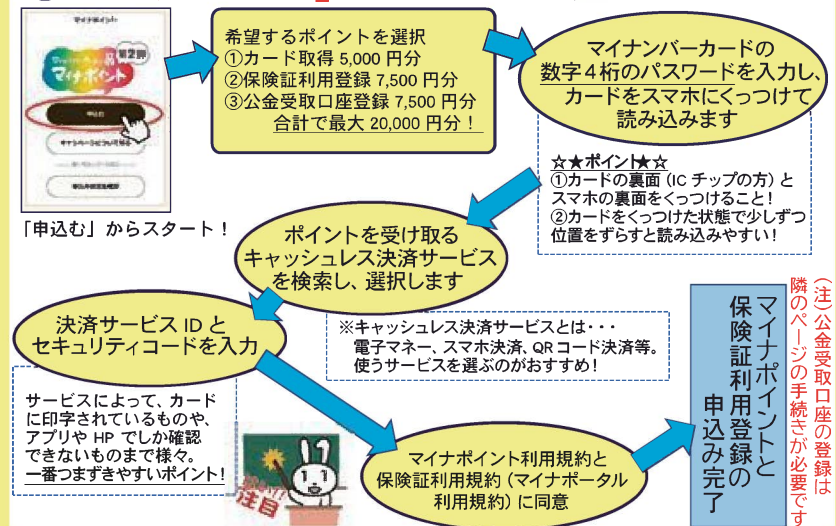 マイナポイント
第2弾
マイナポイント
申込む
「申込む」からスタート！
希望するポイントを選択
①カード取得 5,000 円分
②保険証利用登録 7,500 円分
③公金受取口座登録 7,500 円分
合計で最大 20,000 円分！
マイナンバーカードの
数字4桁のパスワードを入力し、
カードをスマホにくっつけて
読み込みます
☆★ポイント★☆
①カードの裏面（IC チップの方）と
スマホの裏面をくっつけること！
②カードをくっつけた状態で少しずつ
位置をずらすと読み込みやすい！
ポイントを受け取る
キャッシュレス決済サービス
を検索し、選択します
※キャッシュレス決済サービスとは・・・
電子マネー、スマホ決済、QR コード決済等。
使うサービスを選ぶのがおすすめ！
決済サービス ID と
セキュリティコードを入力
サービスによって、カード
に印字されているものや、
アプリや HP でしか確認
できないものまで様々。
一番つまずきやすいポイント！
注目
マイナポイント利用規約と
保険証利用規約（マイナポータル
利用規約）に同意
マイナポイントと
保険証利用登録の
申込み完了
（注）公金受取口座の登録は
隣のページの手続きが必要です